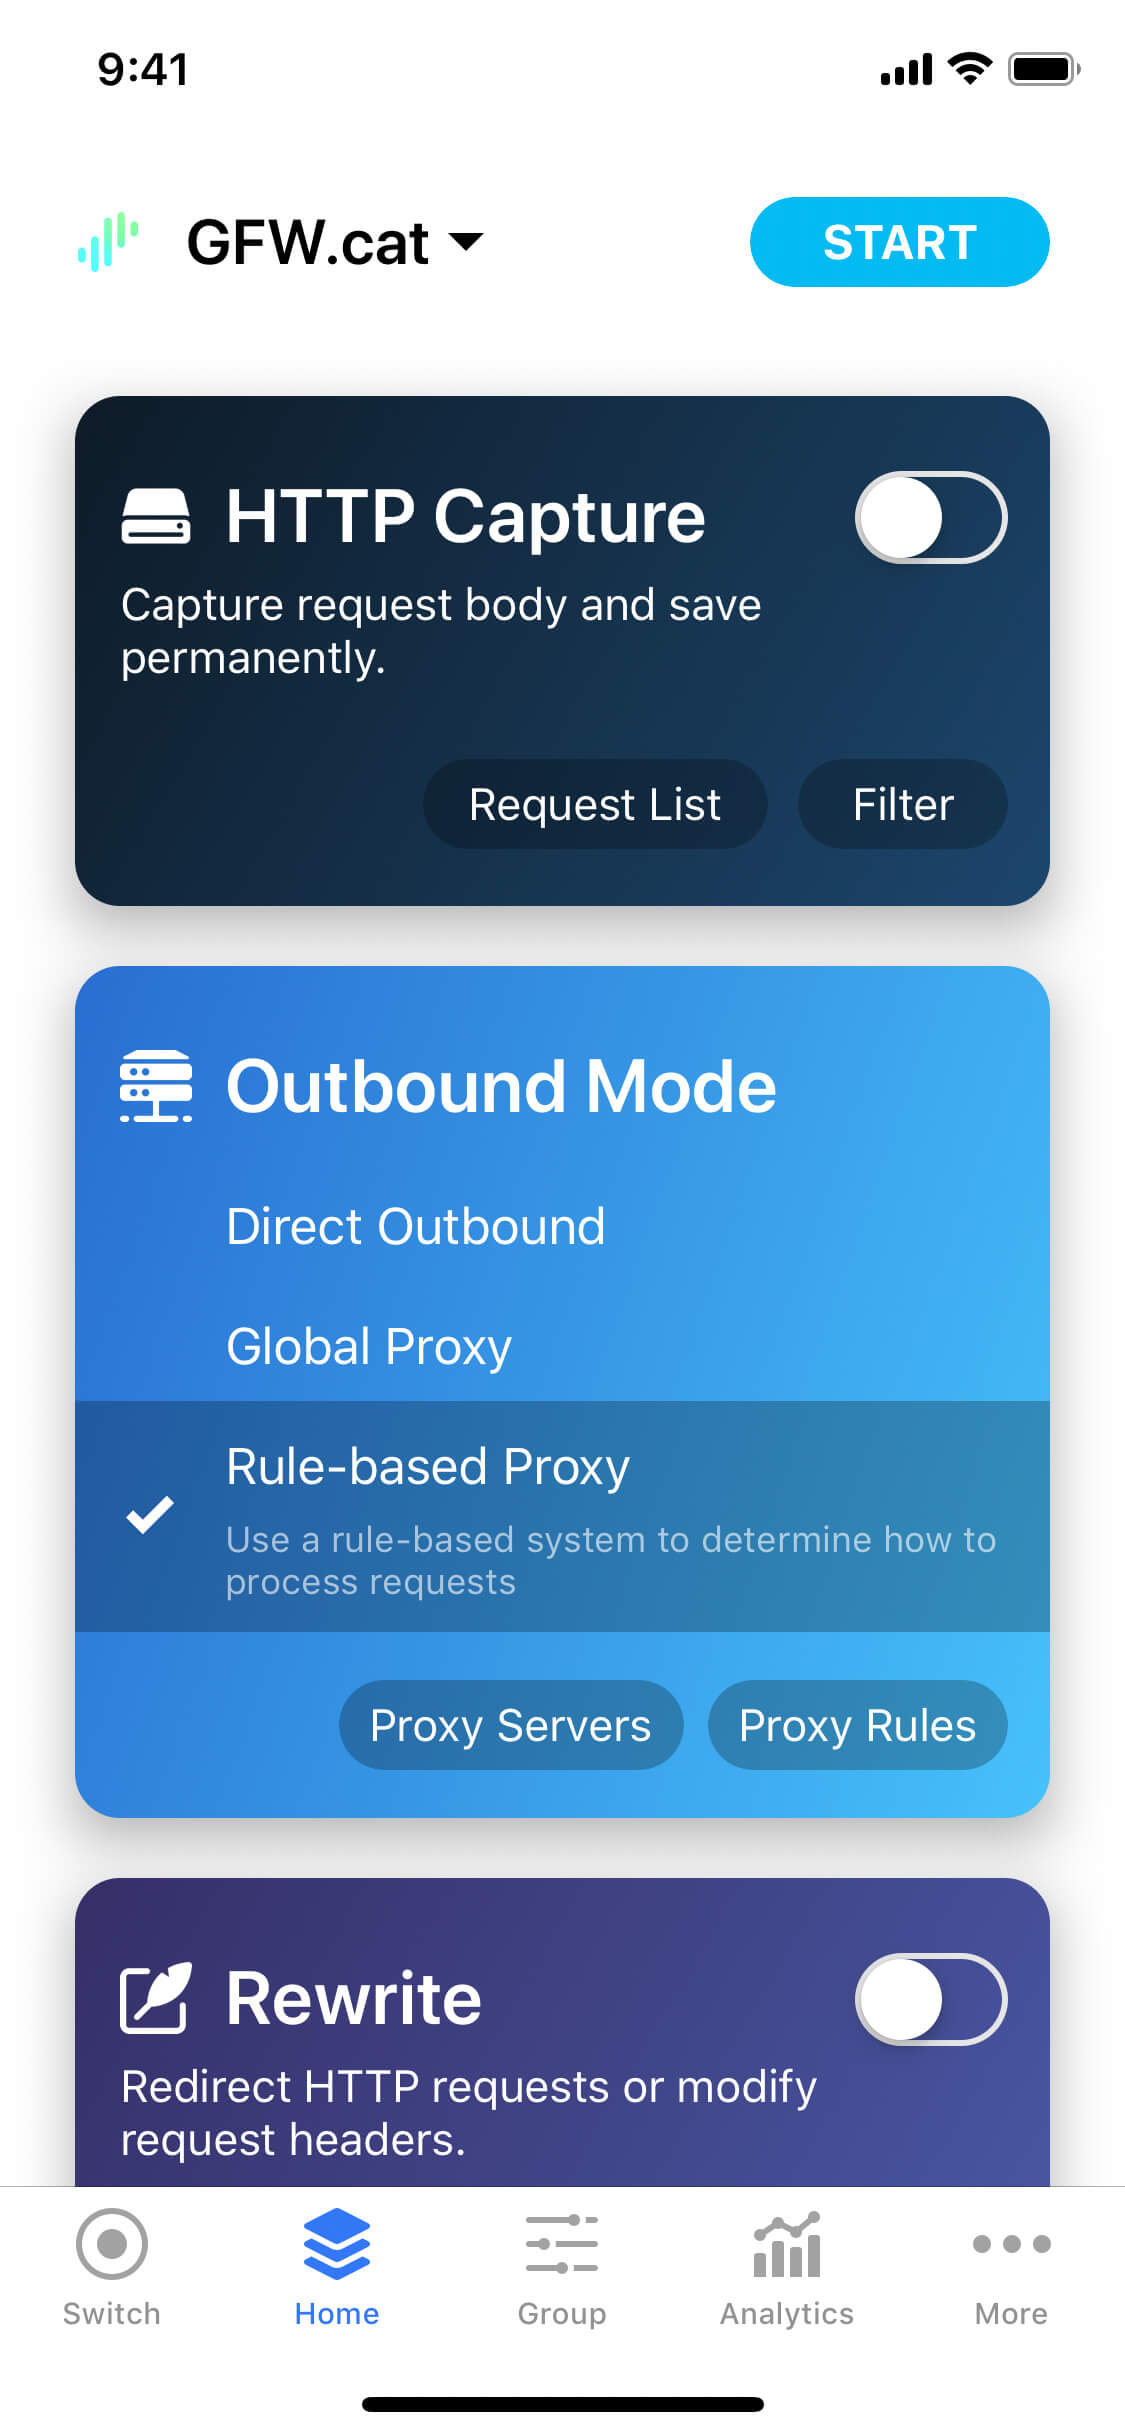 9:41
GFW.cat
START
HTTP Capture
Capture request body and save
permanently.
Request List
Filter
Outbound Mode
Direct Outbound
Global Proxy
Rule-based Proxy
Use a rule-based system to determine how to
process requests
Proxy Servers
Proxy Rules
Rewrite
Redirect HTTP requests or modify
request headers.
Switch
Home
Group
Analytics
More